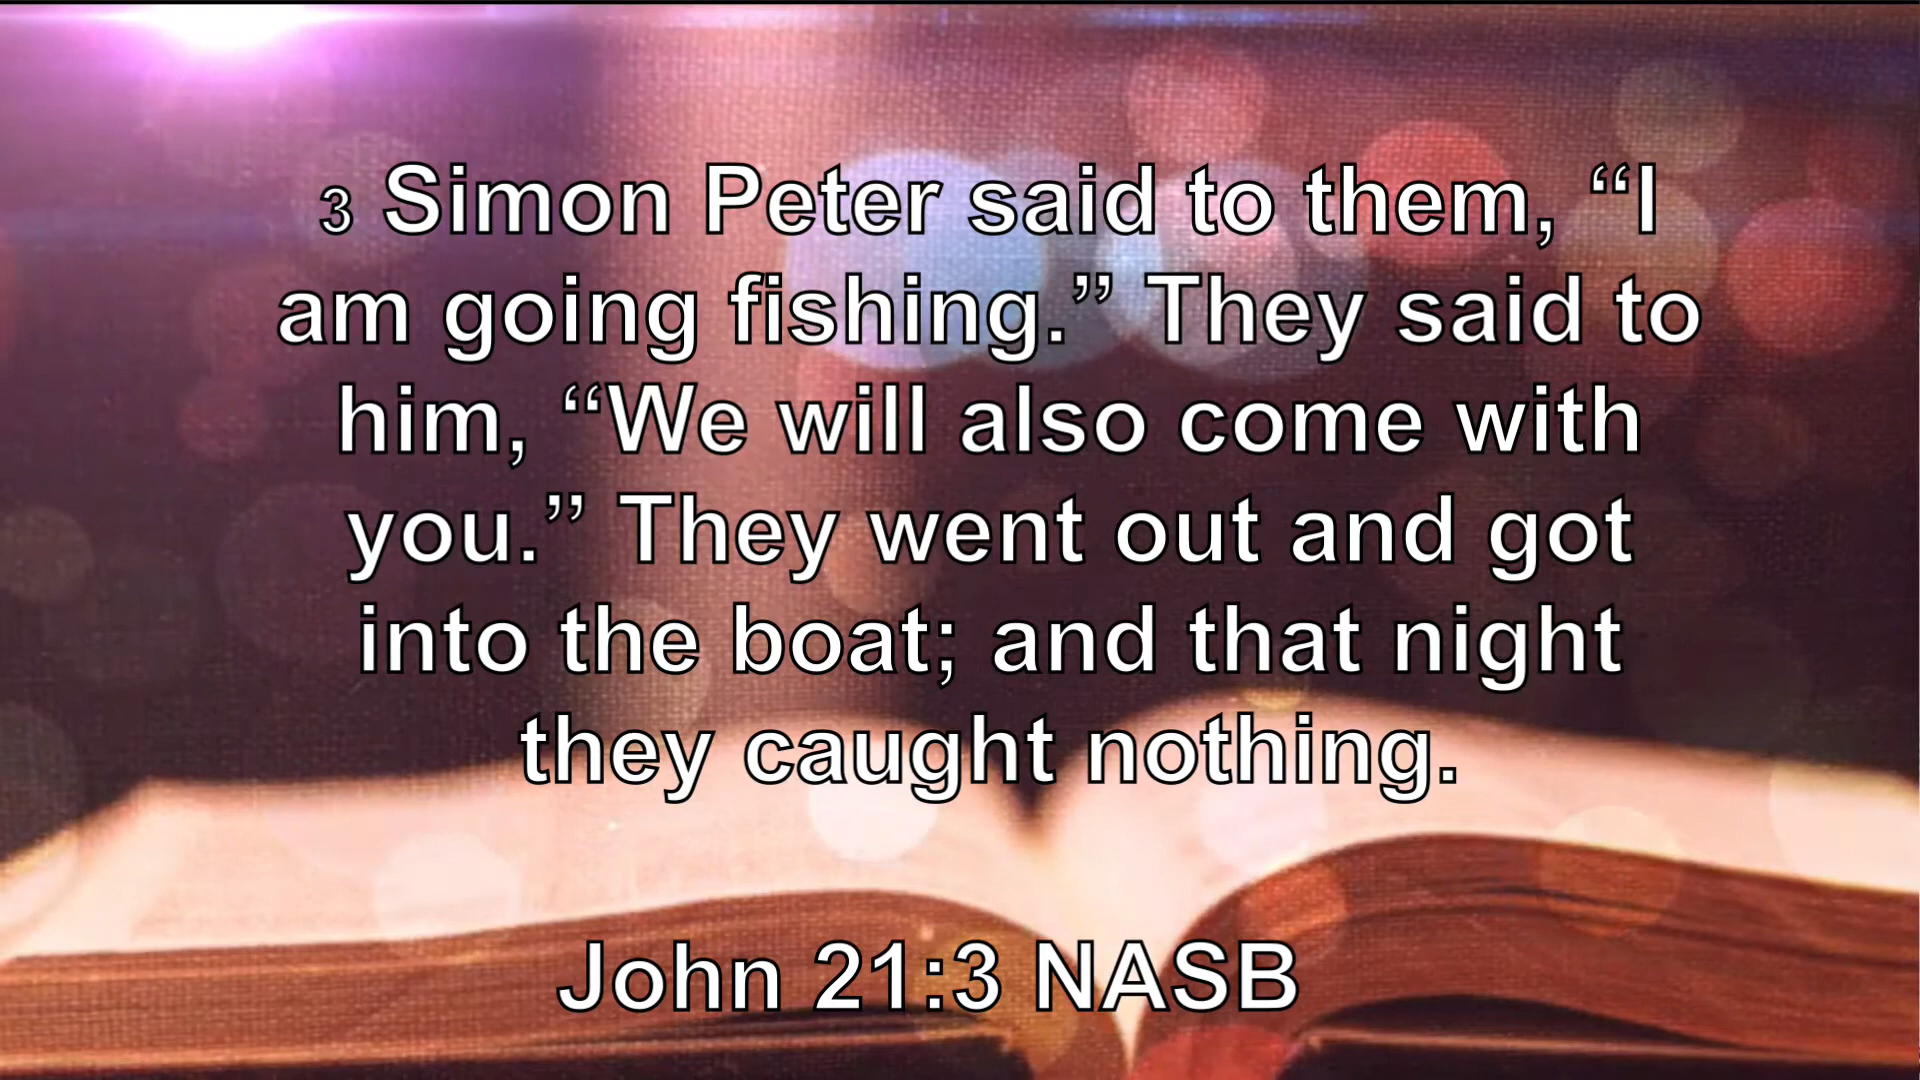 3 Simon Peter said to them, “I
am going fishing.” They said to
him, “We will also come with
you.” They went out and got
into the boat; and that night
they caught nothing.
John 21:3 NASB